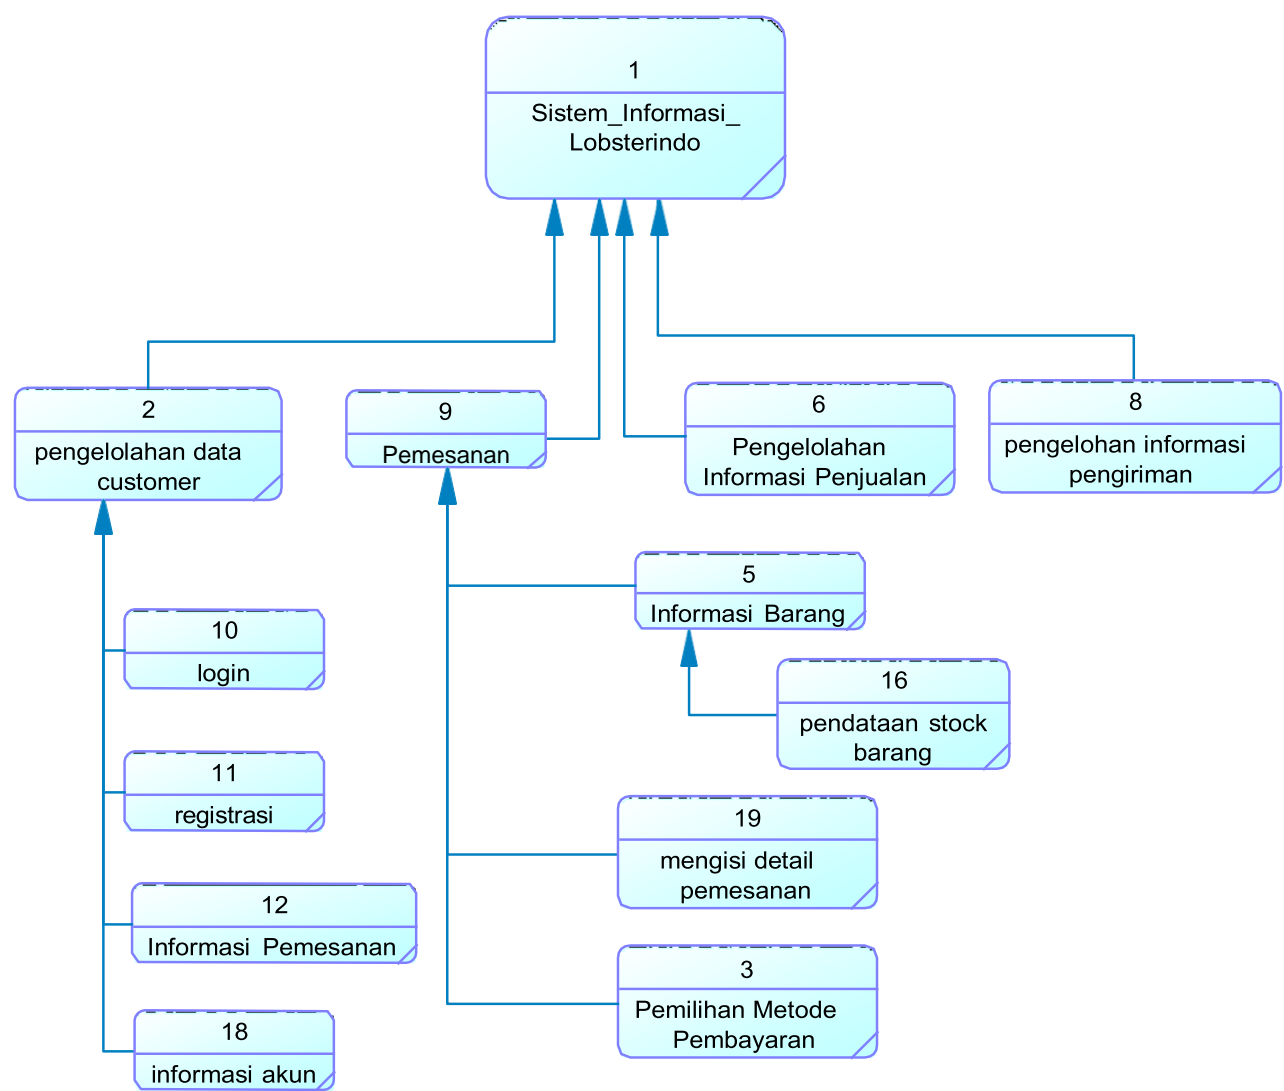 1
Sistem_Informasi_
Lobsterindo
2
pengelolahan data
customer
9
Pemesanan
6
Pengelolahan
Informasi Penjualan
8
pengelohan informasi
pengiriman
10
login
11
registrasi
12
Informasi Pemesanan
18
informasi akun
5
Informasi Barang
16
pendataan stock
barang
19
mengisi detail
pemesanan
3
Pemilihan Metode
Pembayaran